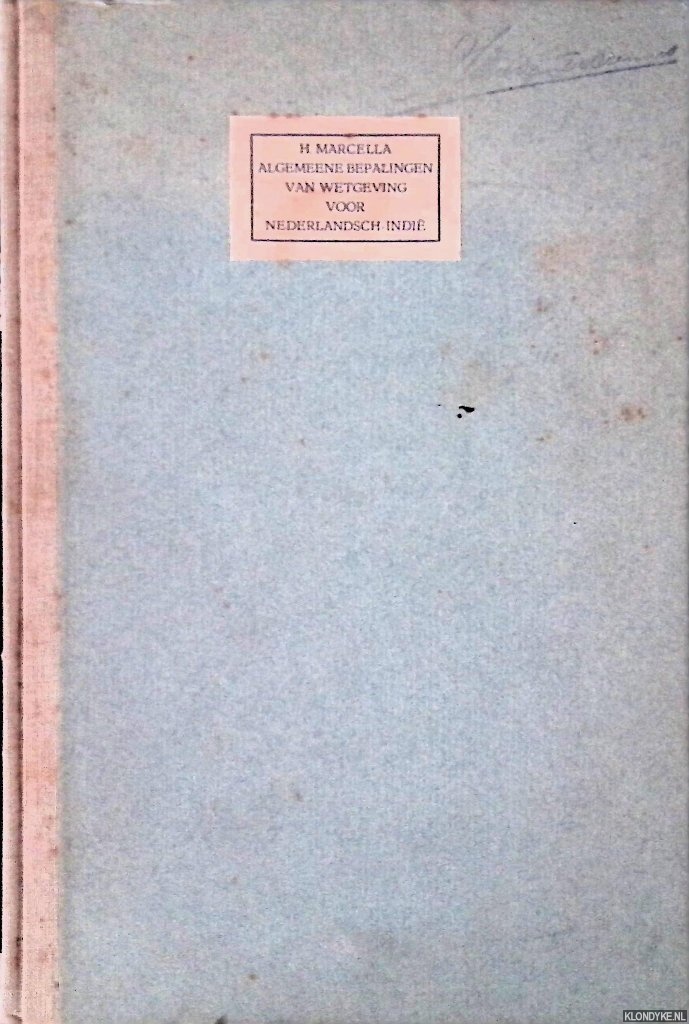 H. MARCELLA
ALGEMEENE BEPALINGEN
VAN WETGEVING
VOOR
NEDERLANDSCH-INDIË
KLONDYKE.NL